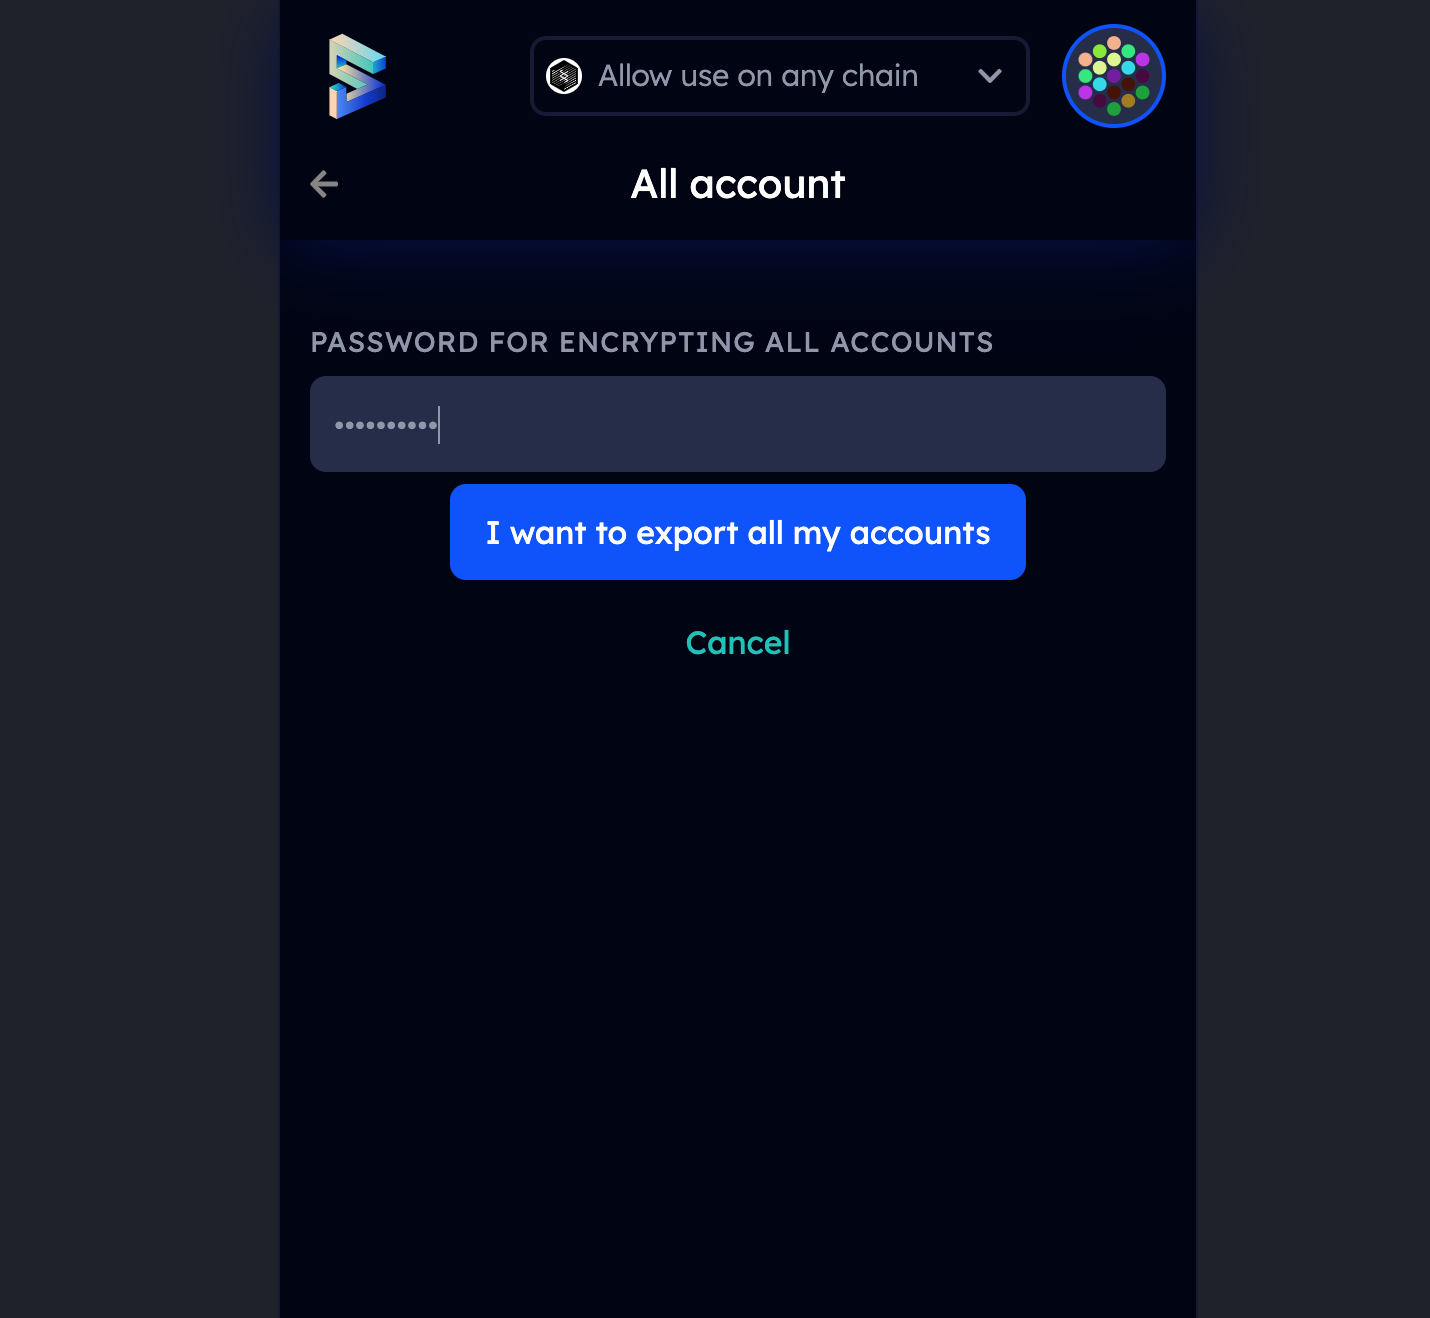 Allow use on any chain
All account
PASSWORD FOR ENCRYPTING ALL ACCOUNTS
••••••••••
I want to export all my accounts
Cancel